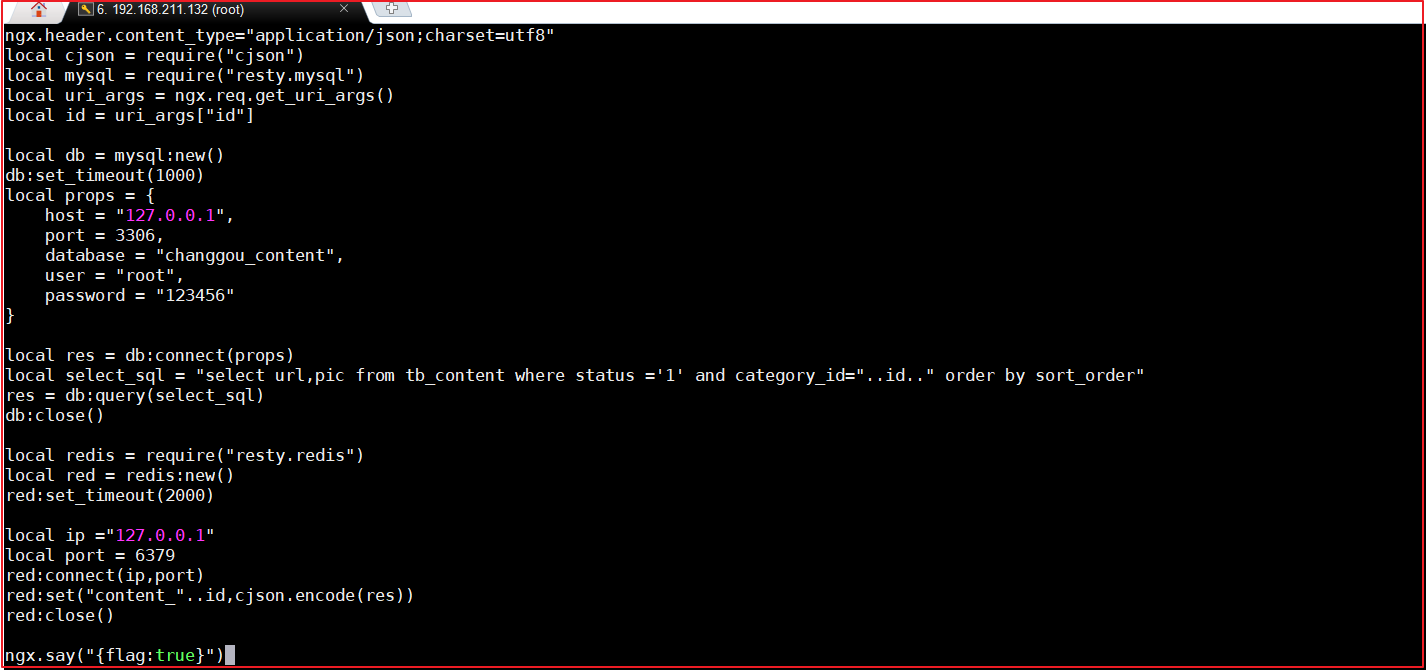 6. 192.168.211.132 (root)
ngx.header.content_type="application/json;charset=utf8"
local cjson = require("cjson")
local mysql = require("resty.mysql")
local uri_args = ngx.req.get_uri_args()
local id = uri_args["id"]

local db = mysql:new()
db:set_timeout(1000)
local props = {
    host = "127.0.0.1",
    port = 3306,
    database = "changgou_content",
    user = "root",
    password = "123456"
}

local res = db:connect(props)
local select_sql = "select url,pic from tb_content where status ='1' and category_id="..id.." order by sort_order"
res = db:query(select_sql)
db:close()

local redis = require("resty.redis")
local red = redis:new()
red:set_timeout(2000)

local ip ="127.0.0.1"
local port = 6379
red:connect(ip,port)
red:set("content_"..id,cjson.encode(res))
red:close()

ngx.say("{flag:true}")